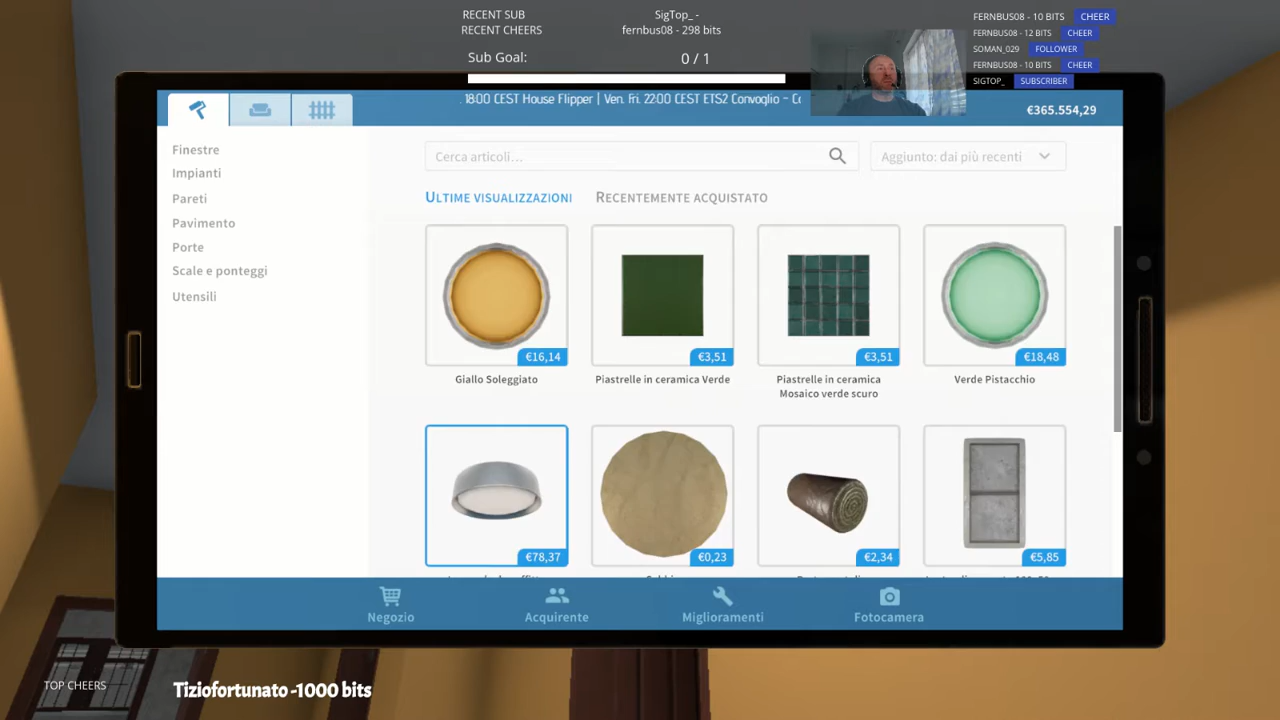 RECENT SUB
SigTop_ -
RECENT CHEERS
fernbus08 - 298 bits
Sub Goal:
0 / 1
FERNBUS08 - 10 BITS CHEER
FERNBUS08 - 12 BITS CHEER
SOMAN_029 FOLLOWER
FERNBUS08 - 10 BITS CHEER
SIGTOP_ SUBSCRIBER
. 18:00 CEST House Flipper | Ven. Fri. 22:00 CEST ETS2 Convoglio -
€365.554,29
Finestre
Impianti
Pareti
Pavimento
Porte
Scale e ponteggi
Utensili
Cerca articoli...
Aggiunto: dai più recenti
ULTIME VISUALIZZAZIONI
RECENTEMENTE ACQUISTATO
€16,14
€3,51
€3,51
€18,48
Giallo Soleggiato
Piastrelle in ceramica Verde
Piastrelle in ceramica
Mosaico verde scuro
Verde Pistacchio
€78,37
€0,23
€2,34
€5,85
Negozio
Acquirente
Miglioramenti
Fotocamera
TOP CHEERS
Tiziofortunato -1000 bits